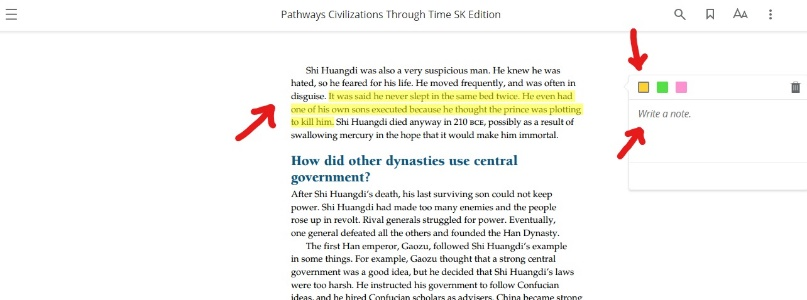 Pathways Civilizations Through Time SK Edition
AA
Shi Huangdi was also a very suspicious man. He knew he was
hated, so he feared for his life. He moved frequently, and was often in
disguise. It was said he never slept in the same bed twice. He even had
one of his own sons executed because he thought the prince was plotting
to kill him. Shi Huangdi died anyway in 210 BCE, possibly as a result of
swallowing mercury in the hope that it would make him immortal.
How did other dynasties use central
government?
After Shi Huangdi's death, his last surviving son could not keep
power. Shi Huangdi had made too many enemies and the people
rose up in revolt. Rival generals struggled for power. Eventually,
one general defeated all the others and founded the Han Dynasty.
The first Han emperor, Gaozu, followed Shi Huangdi's example
in some things. For example, Gaozu thought that a strong central
government was a good idea, but he decided that Shi Huangdi's laws
were too harsh. He instructed his government to follow Confucian
ideas, and he hired Confucian scholars as advisers. China became strong
Write a note.